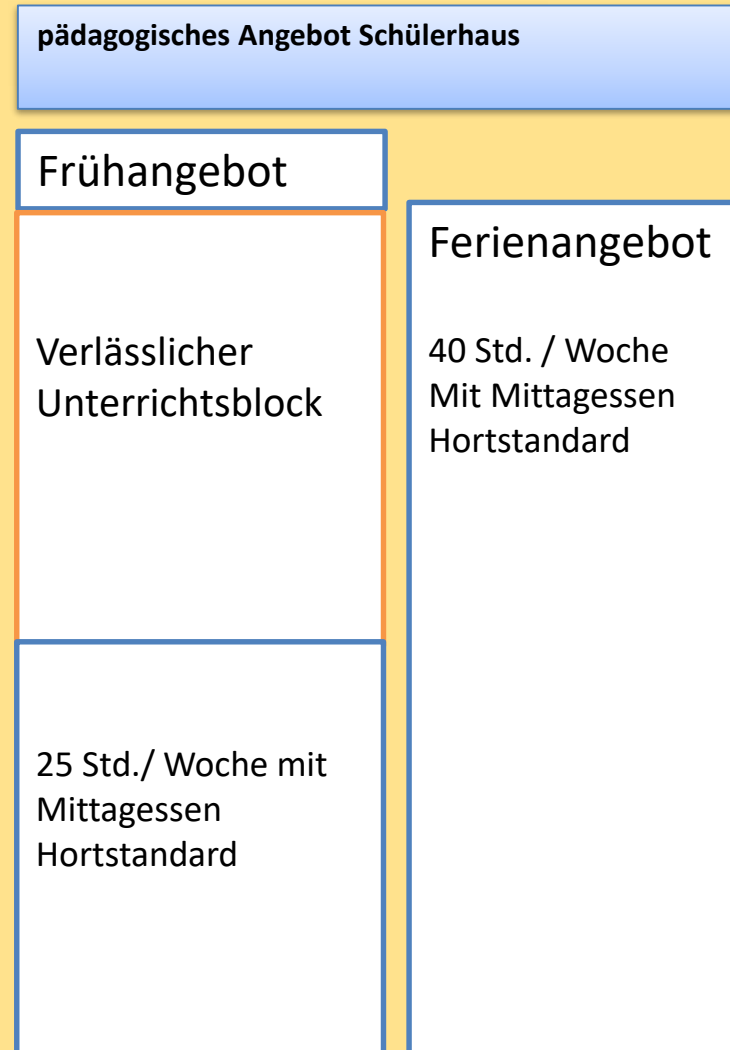 pädagogisches Angebot Schülerhaus
Frühangebot
Verlässlicher
Unterrichtsblock
25 Std./ Woche mit
Mittagessen
Hortstandard
Ferienangebot
40 Std. / Woche
Mit Mittagessen
Hortstandard